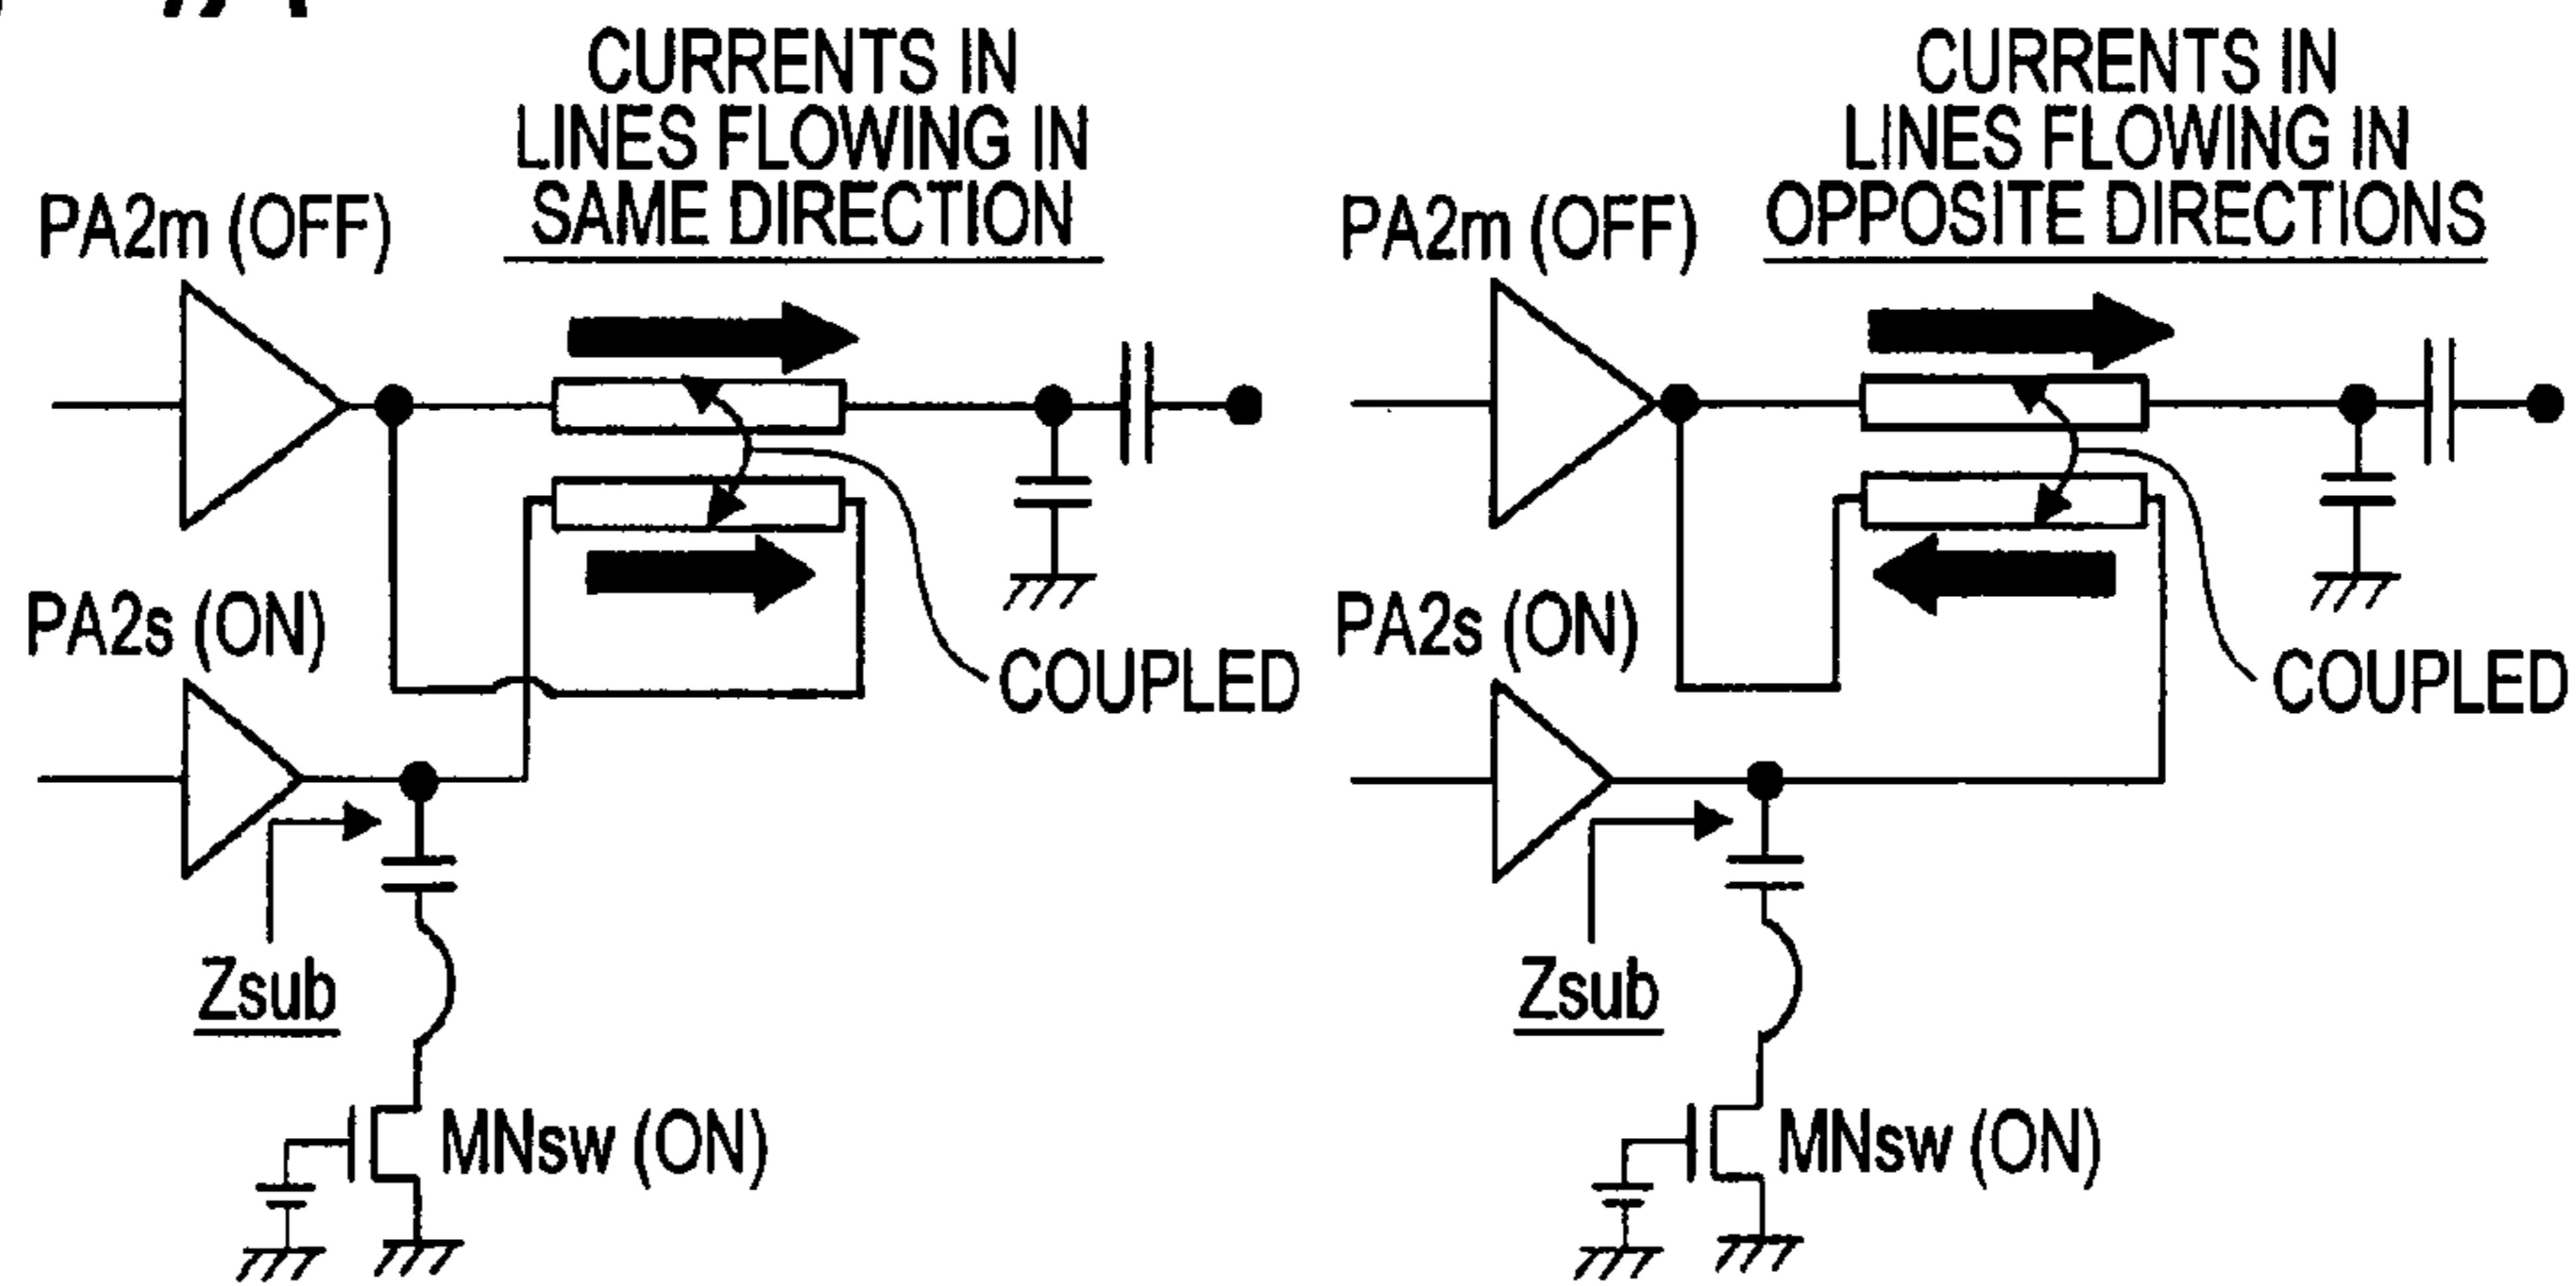 CURRENTS IN
LINES FLOWING IN
SAME DIRECTION
PA2m (OFF)
PA2s (ON)
COUPLED
Zsub
MNsw (ON)
CURRENTS IN
LINES FLOWING IN
OPPOSITE DIRECTIONS
PA2m (OFF)
PA2s (ON)
COUPLED
Zsub
MNsw (ON)